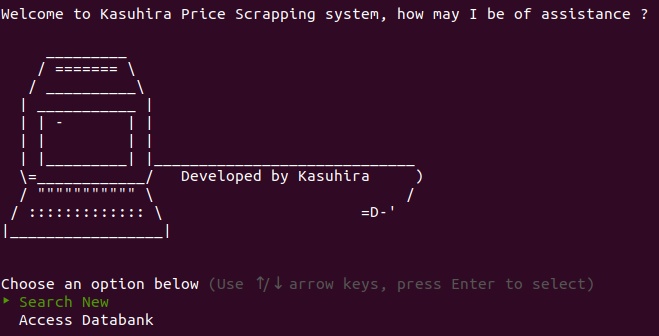 Welcome to Kasuhira Price Scrapping system, how may I be of assistance ?
Developed by Kasuhira
Choose an option below (Use ↑/↓ arrow keys, press Enter to select)
‣ Search New
Access Databank